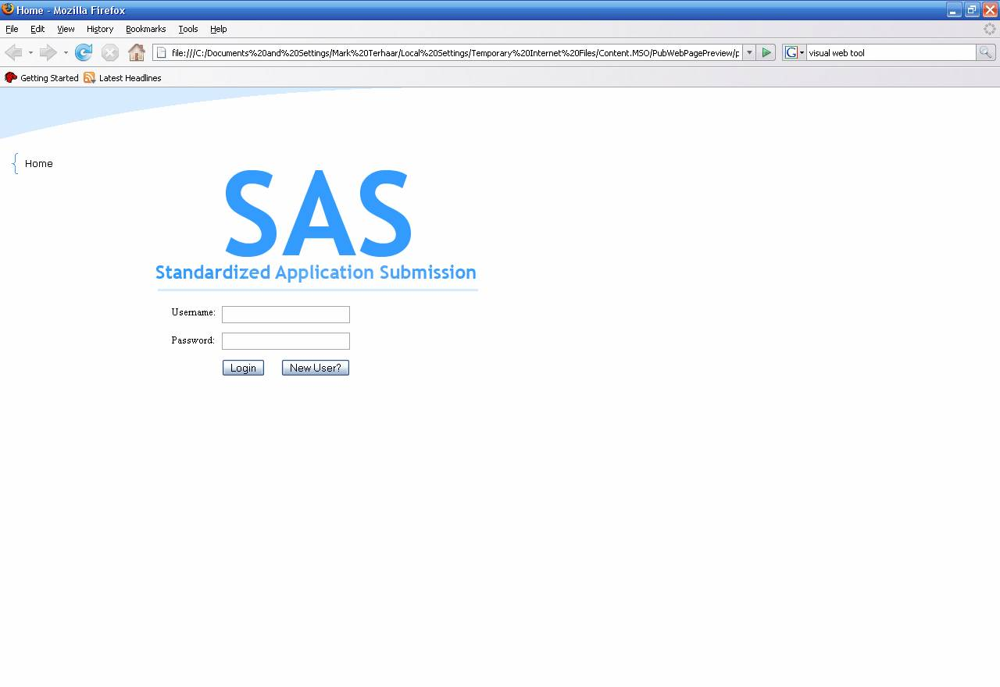 Home - Mozilla Firefox
File Edit View History Bookmarks Tools Help
file:///C:/Documents%20and%20Settings/Mark%20Terhaar/Local%20Settings/Temporary%20Internet%20Files/Content.MSO/PubWebPagePreview/p
G visual web tool
Getting Started Latest Headlines
Home
SAS
Standardized Application Submission
Username:
Password:
Login New User?